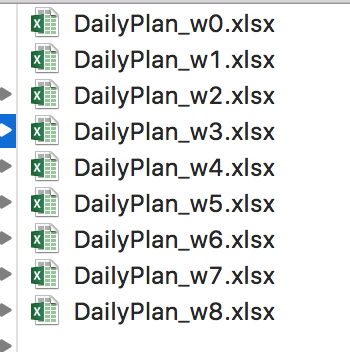 DailyPlan_w0.xlsx
DailyPlan_w1.xlsx
DailyPlan_w2.xlsx
DailyPlan_w3.xlsx
DailyPlan_w4.xlsx
DailyPlan_w5.xlsx
DailyPlan_w6.xlsx
DailyPlan_w7.xlsx
DailyPlan_w8.xlsx